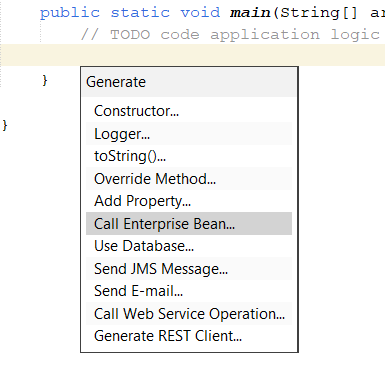 public static void main(String[] ar
// TODO code application logic
}
}
Generate
Constructor...
Logger...
toString()...
Override Method...
Add Property...
Call Enterprise Bean...
Use Database...
Send JMS Message...
Send E-mail...
Call Web Service Operation...
Generate REST Client...